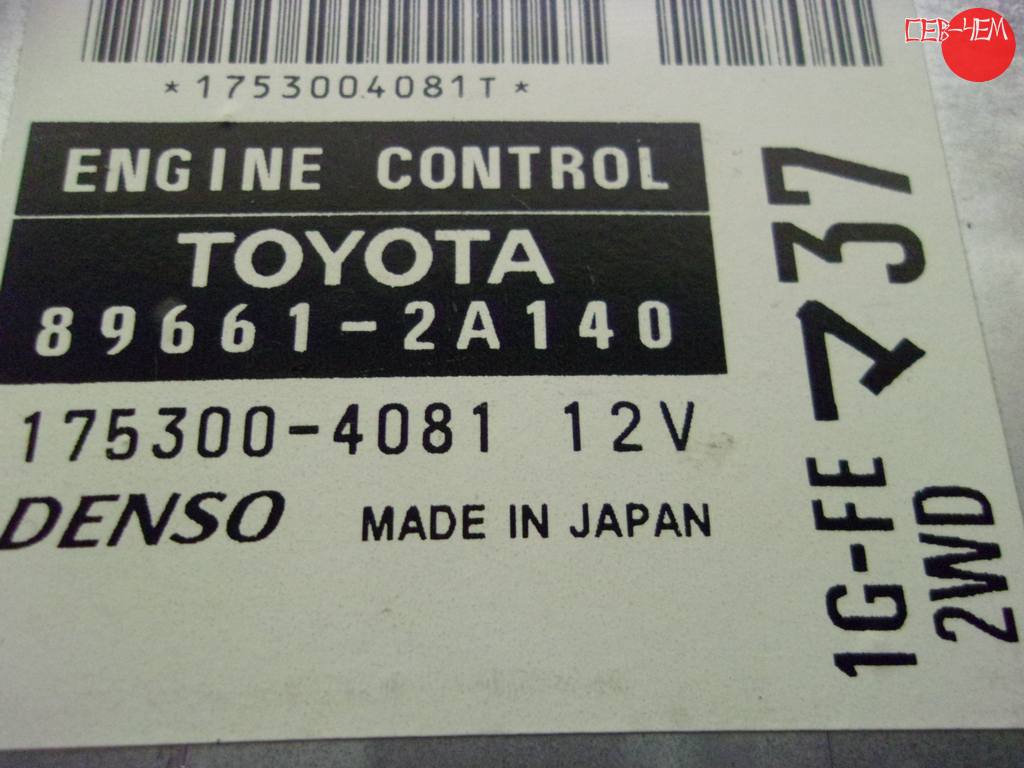 *1753004081T*
ENGINE CONTROL
TOYOTA
89661-2A140
175300-4081 12V
DENSO MADE IN JAPAN
1G-FE マ37
2WD
СЕВ-ЧЕМ